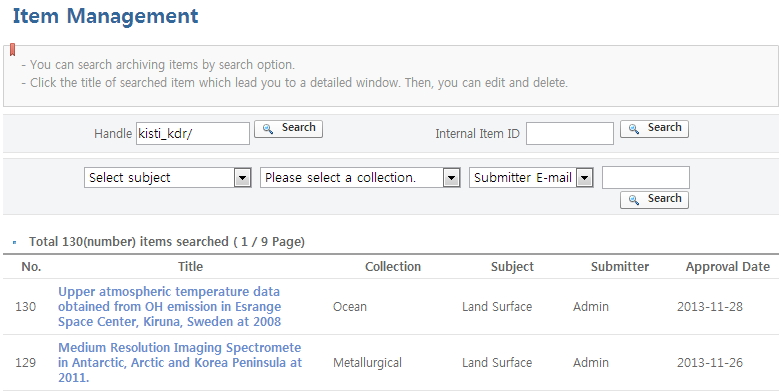 Item Management
- You can search archiving items by search option.
- Click the title of searched item which lead you to a detailed window. Then, you can edit and delete.
Handle kisti_kdr/ Search Internal Item ID Search
Select subject Please select a collection. Submitter E-mail
Search
Total 130(number) items searched ( 1 / 9 Page)
No. Title Collection Subject Submitter Approval Date
Upper atmospheric temperature data
130 obtained from OH emission in Esrange Ocean Land Surface Admin 2013-11-28
Space Center, Kiruna, Sweden at 2008
Medium Resolution Imaging Spectromete
129 in Antarctic, Arctic and Korea Peninsula at Metallurgical Land Surface Admin 2013-11-26
2011.